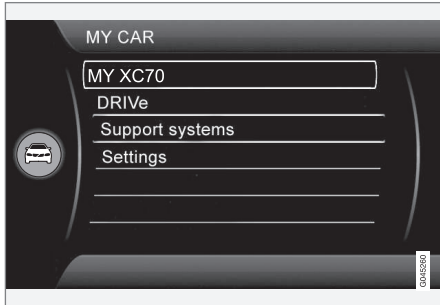 MY CAR
MY XC70
DRIVe
Support systems
Settings
G045260